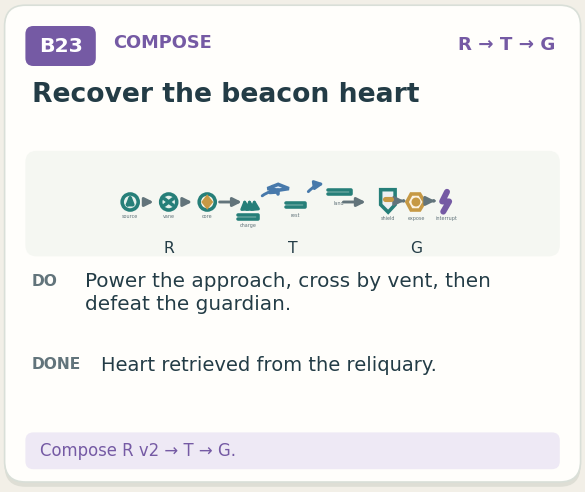 B23 COMPOSE R → T → G
Recover the beacon heart
source vane core charge rest land shield expose interrupt
R T G
DO Power the approach, cross by vent, then
defeat the guardian.
DONE Heart retrieved from the reliquary.
Compose R v2 → T → G.